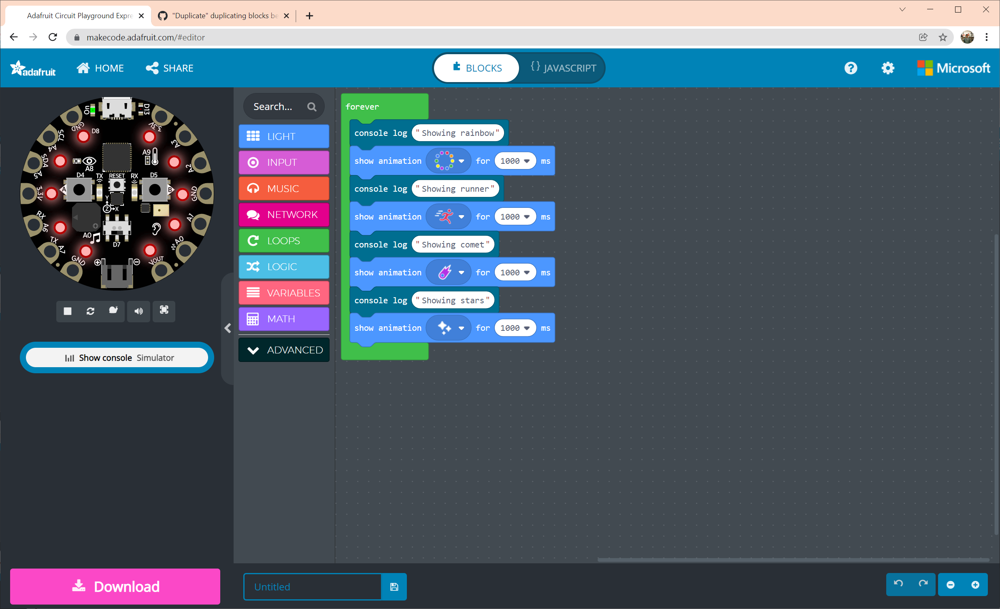 Adafruit Circuit Playground Expre
"Duplicate" duplicating blocks be
makecode.adafruit.com/#editor
adafruit HOME SHARE BLOCKS {} JAVASCRIPT Microsoft
On D13
GND D8 3.3V
SCL A4 A3
SDA A5 A8 A9 A2
D4 TX RESET RX D5
3.3V A B GND
Y Z X
RX A6 A1
TX A7 A0 D7 A0
GND VOUT
Show console Simulator
Download
Search...
LIGHT
INPUT
MUSIC
NETWORK
LOOPS
LOGIC
VARIABLES
MATH
ADVANCED
forever
console log "Showing rainbow"
show animation for 1000 ms
console log "Showing runner"
show animation for 1000 ms
console log "Showing comet"
show animation for 1000 ms
console log "Showing stars"
show animation for 1000 ms
Untitled